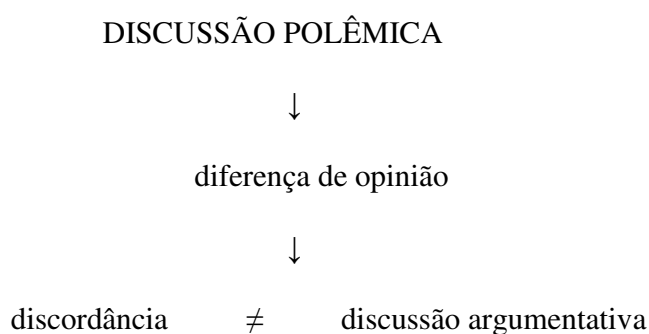 DISCUSSÃO POLÊMICA
↓
diferença de opinião
↓
discordância ≠ discussão argumentativa